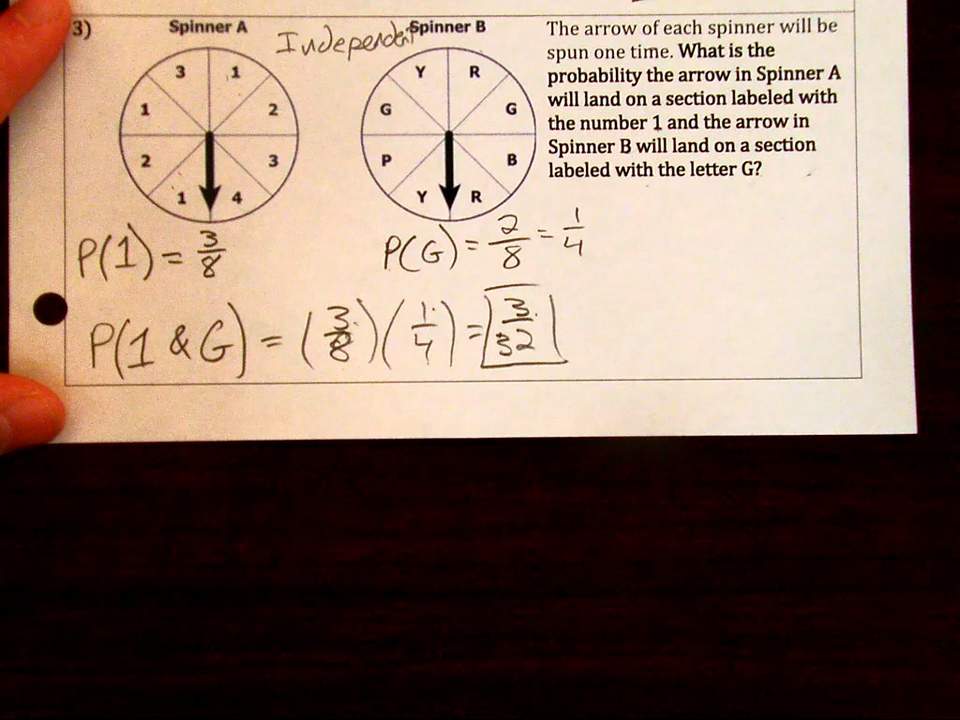 3)
Spinner A
Independent
Spinner B
The arrow of each spinner will be
spun one time. What is the
probability the arrow in Spinner A
will land on a section labeled with
the number 1 and the arrow in
Spinner B will land on a section
labeled with the letter G?
3 1
1 2
2 3
1 4
Y R
G G
P B
Y R
P(1) = 3/8
P(G) = 2/8 = 1/4
P(1 & G) = (3/8)(1/4) = 3/32